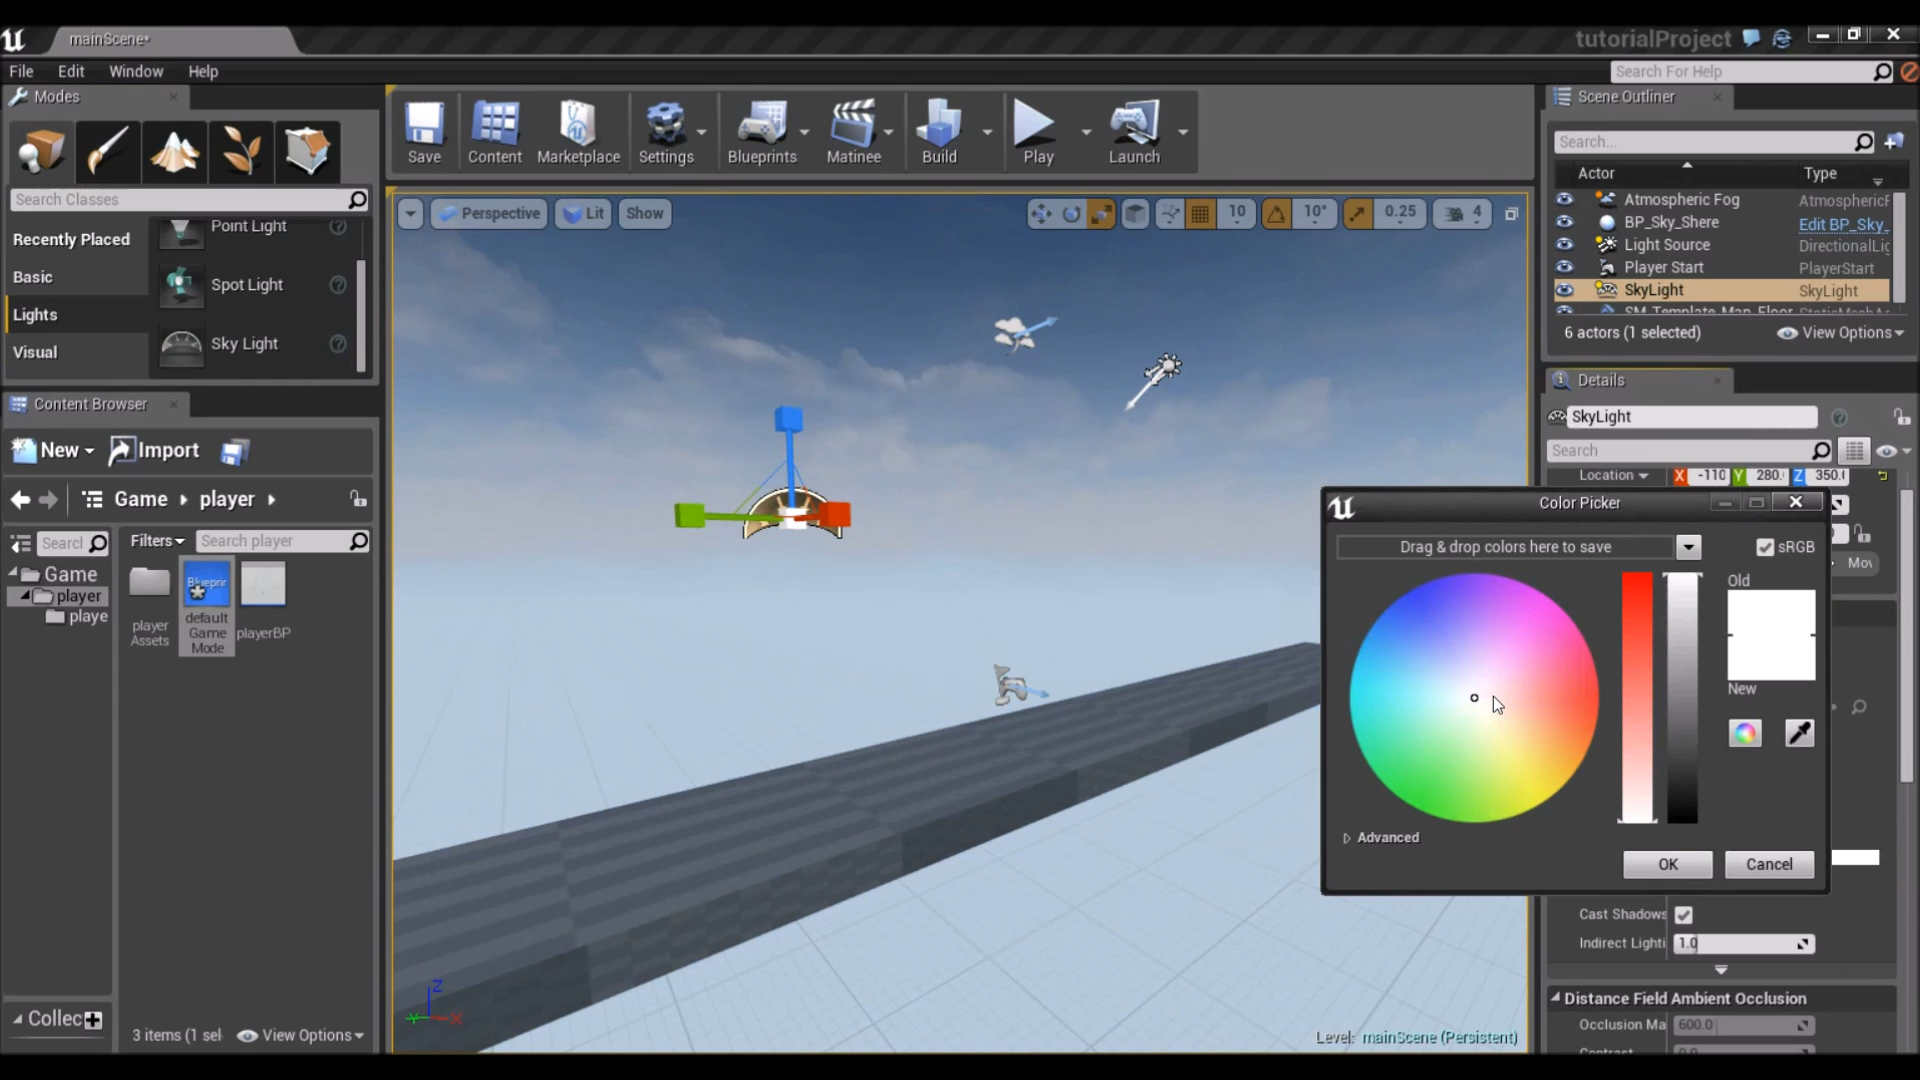 mainScene*
tutorialProject
File Edit Window Help
Search For Help
Modes
Search Classes
Recently Placed
Basic
Lights
Visual
Point Light
Spot Light
Sky Light
Save
Content
Marketplace
Settings
Blueprints
Matinee
Build
Play
Launch
Perspective
Lit
Show
10
10°
0.25
4
Scene Outliner
Search...
Actor Type
Atmospheric Fog
BP_Sky_Shere Edit BP_Sky_
Light Source DirectionalLig
Player Start PlayerStart
SkyLight SkyLight
SM_Template_Map_Floor
6 actors (1 selected) View Options
Details
SkyLight
Search
Location X -110 Y 280. Z 350.
Mov
Color Picker
Drag & drop colors here to save
sRGB
Old
New
Advanced
OK
Cancel
Cast Shadows
Indirect Lighti 1.0
Distance Field Ambient Occlusion
Occlusion Ma 600.0
Content Browser
New Import
Game player
Filters Search player
Game
player
playe
player
Assets
Blueprir
default
Game
Mode
playerBP
Collec
3 items (1 sel View Options
Z
Y
X
Level: mainScene (Persistent)